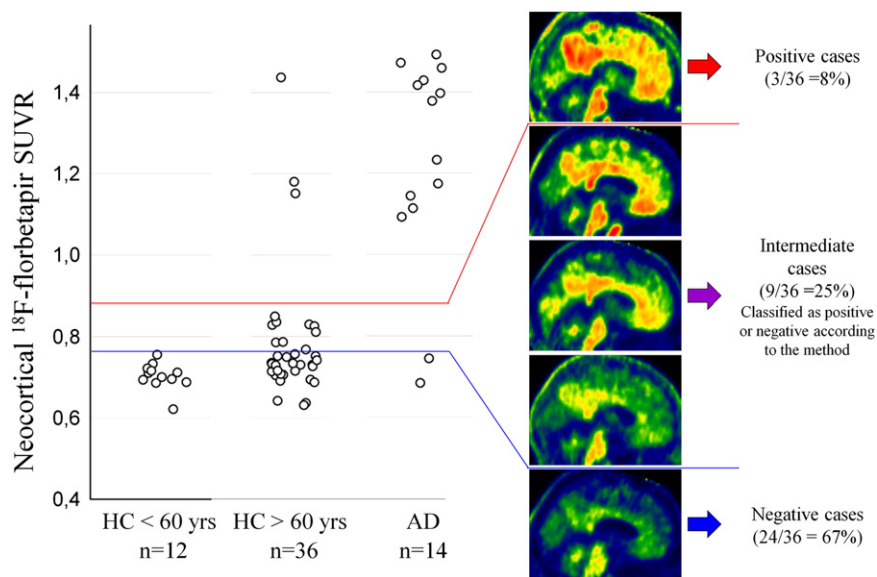 Neocortical ¹⁸F-florbetapir SUVR
1,4
1,2
1,0
0.8
0.6
0,4
HC < 60 yrs
n=12
HC > 60 yrs
n=36
AD
n=14
Positive cases
(3/36 =8%)
Intermediate
cases
(9/36 =25%)
Classified as positive
or negative according
to the method
Negative cases
(24/36 = 67%)